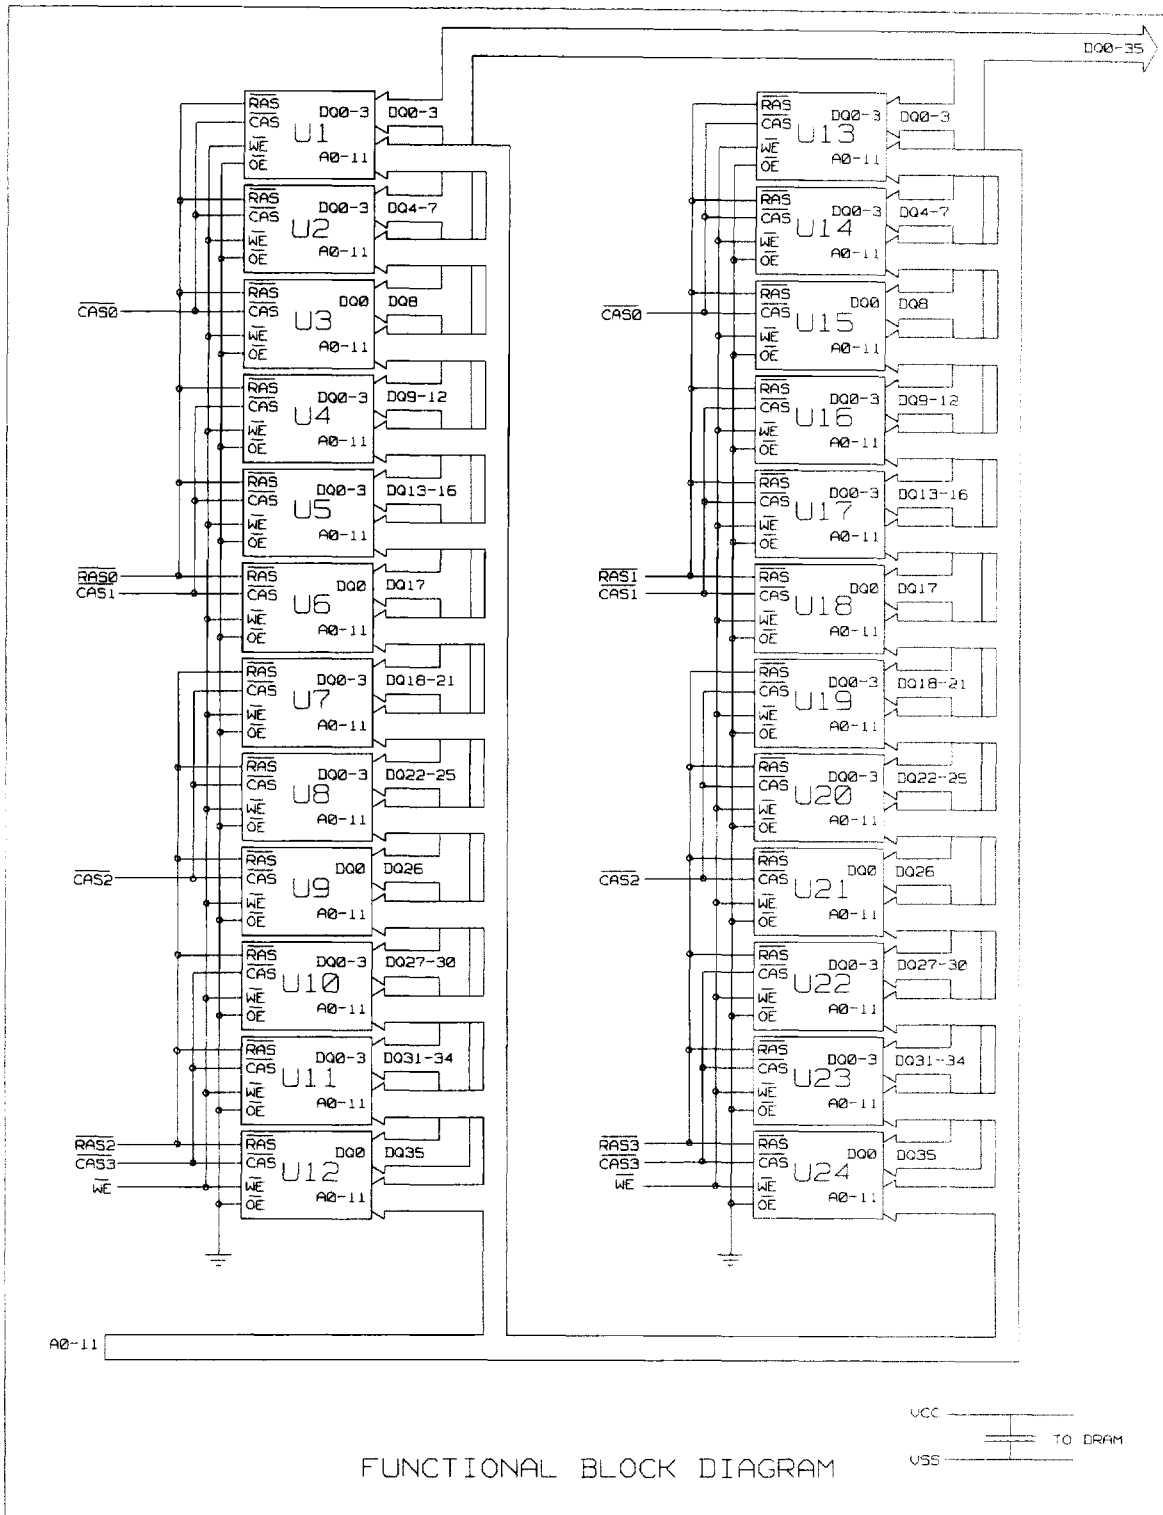 DQ0-35
RAS
CAS
U1
WE
OE
DQ0-3
A0-11
DQ0-3
RAS
CAS
U2
WE
OE
DQ0-3
A0-11
DQ4-7
CAS0
RAS
CAS
U3
WE
OE
DQ0
A0-11
DQ8
RAS
CAS
U4
WE
OE
DQ0-3
A0-11
DQ9-12
RAS
CAS
U5
WE
OE
DQ0-3
A0-11
DQ13-16
RAS0
CAS1
RAS
CAS
U6
WE
OE
DQ0
A0-11
DQ17
RAS
CAS
U7
WE
OE
DQ0-3
A0-11
DQ18-21
RAS
CAS
U8
WE
OE
DQ0-3
A0-11
DQ22-25
CAS2
RAS
CAS
U9
WE
OE
DQ0
A0-11
DQ26
RAS
CAS
U10
WE
OE
DQ0-3
A0-11
DQ27-30
RAS
CAS
U11
WE
OE
DQ0-3
A0-11
DQ31-34
RAS2
CAS3
WE
RAS
CAS
U12
WE
OE
DQ0
A0-11
DQ35
RAS
CAS
U13
WE
OE
DQ0-3
A0-11
DQ0-3
RAS
CAS
U14
WE
OE
DQ0-3
A0-11
DQ4-7
CAS0
RAS
CAS
U15
WE
OE
DQ0
A0-11
DQ8
RAS
CAS
U16
WE
OE
DQ0-3
A0-11
DQ9-12
RAS
CAS
U17
WE
OE
DQ0-3
A0-11
DQ13-16
RAS1
CAS1
RAS
CAS
U18
WE
OE
DQ0
A0-11
DQ17
RAS
CAS
U19
WE
OE
DQ0-3
A0-11
DQ18-21
RAS
CAS
U20
WE
OE
DQ0-3
A0-11
DQ22-25
CAS2
RAS
CAS
U21
WE
OE
DQ0
A0-11
DQ26
RAS
CAS
U22
WE
OE
DQ0-3
A0-11
DQ27-30
RAS
CAS
U23
WE
OE
DQ0-3
A0-11
DQ31-34
RAS3
CAS3
WE
RAS
CAS
U24
WE
OE
DQ0
A0-11
DQ35
A0-11
VCC
TO DRAM
VSS
FUNCTIONAL BLOCK DIAGRAM